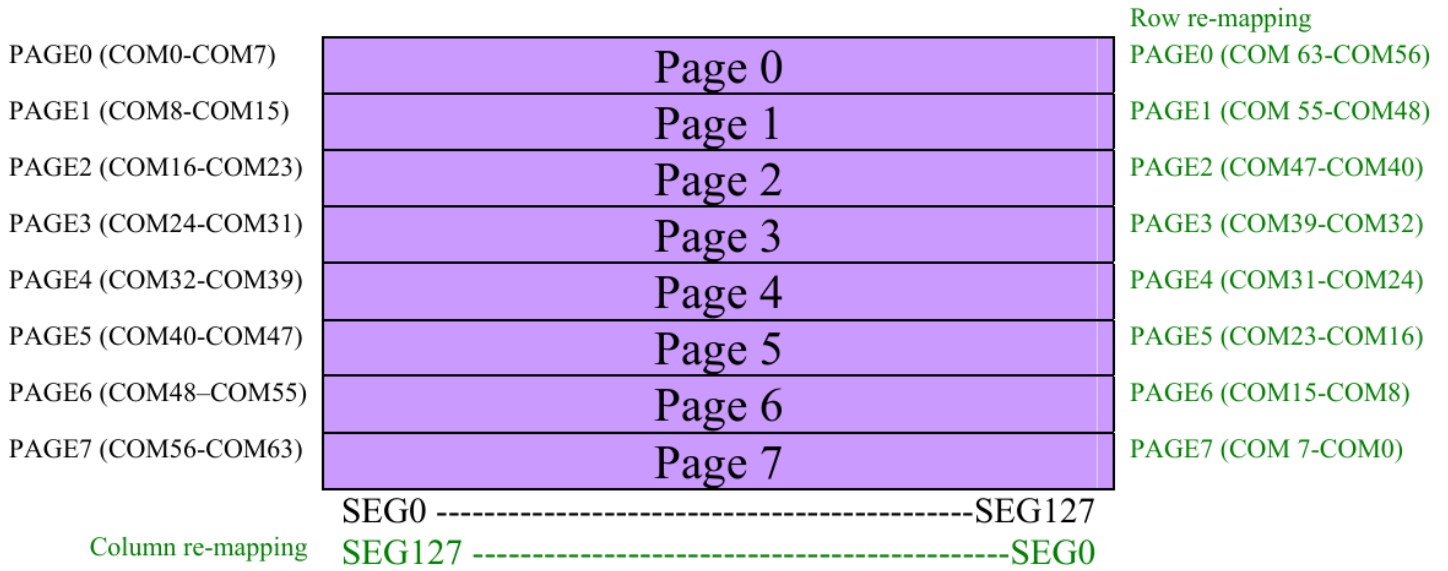 Row re-mapping
PAGE0 (COM0-COM7) Page 0 PAGE0 (COM 63-COM56)
PAGE1 (COM8-COM15) Page 1 PAGE1 (COM 55-COM48)
PAGE2 (COM16-COM23) Page 2 PAGE2 (COM47-COM40)
PAGE3 (COM24-COM31) Page 3 PAGE3 (COM39-COM32)
PAGE4 (COM32-COM39) Page 4 PAGE4 (COM31-COM24)
PAGE5 (COM40-COM47) Page 5 PAGE5 (COM23-COM16)
PAGE6 (COM48–COM55) Page 6 PAGE6 (COM15-COM8)
PAGE7 (COM56-COM63) Page 7 PAGE7 (COM 7-COM0)
SEG0 ---------------------------------------------SEG127
Column re-mapping SEG127 ---------------------------------------------SEG0